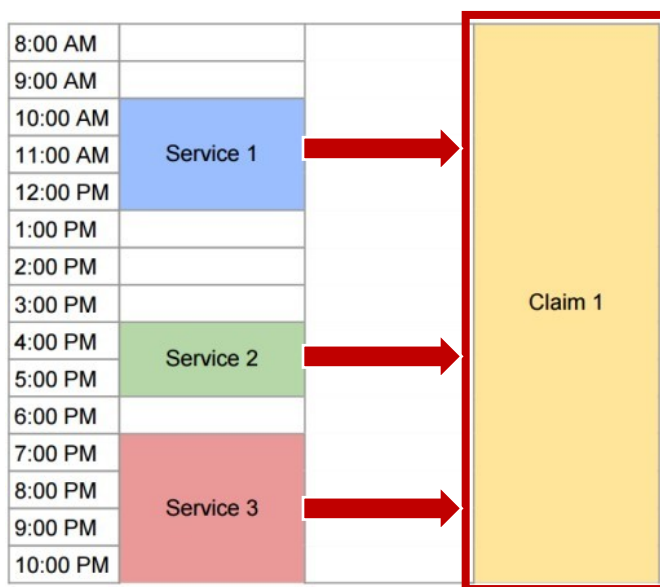 8:00 AM
9:00 AM
10:00 AM
11:00 AM
12:00 PM
1:00 PM
2:00 PM
3:00 PM
4:00 PM
5:00 PM
6:00 PM
7:00 PM
8:00 PM
9:00 PM
10:00 PM
Service 1
Service 2
Service 3
Claim 1